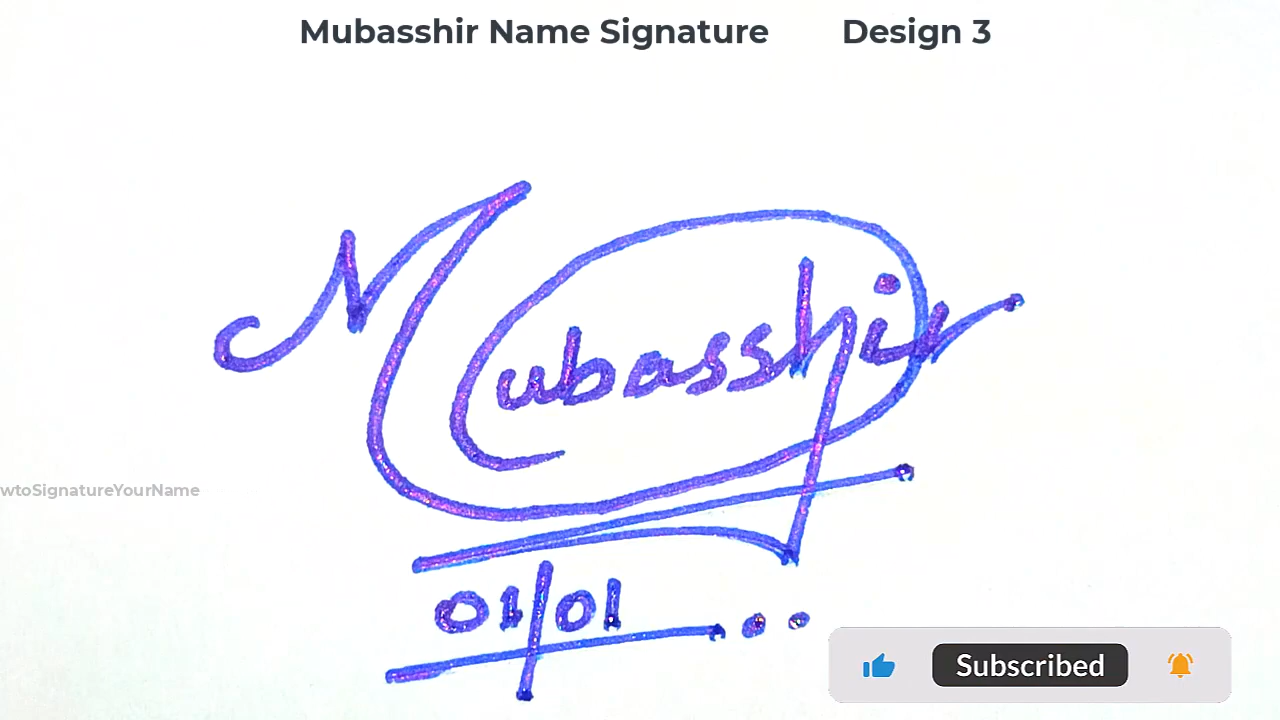 Mubasshir Name Signature Design 3
Mubasshir
wtoSignatureYourName
01/01
Subscribed